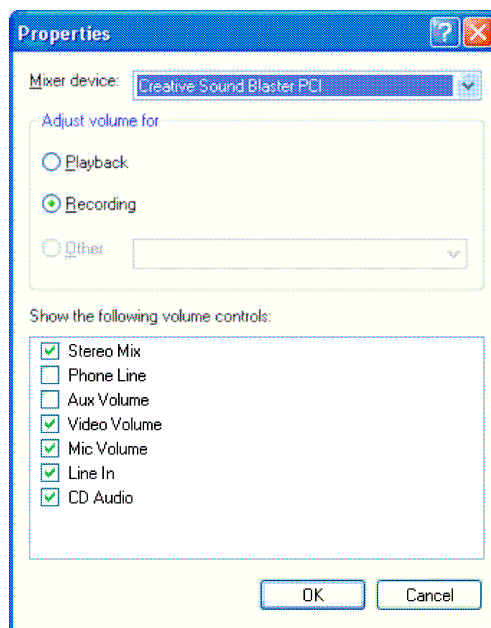 Properties
Mixer device: Creative Sound Blaster PCI
Adjust volume for
Playback
Recording
Other
Show the following volume controls:
Stereo Mix
Phone Line
Aux Volume
Video Volume
Mic Volume
Line In
CD Audio
OK Cancel